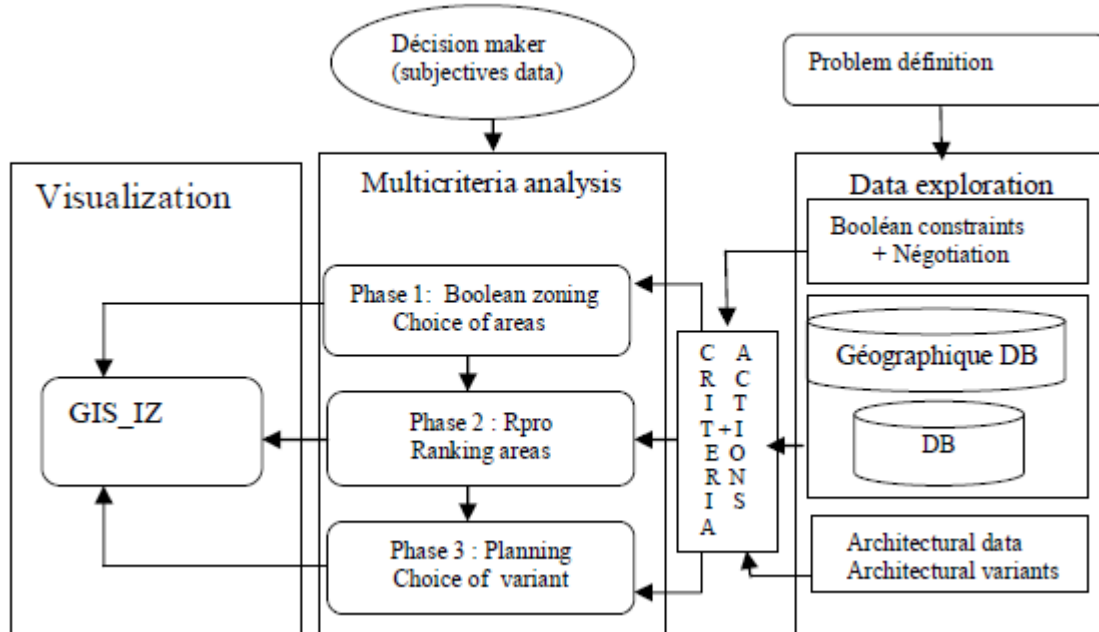 Décision maker
(subjectives data)
Problem définition
Visualization
Multicriteria analysis
Data exploration
Booléan constraints
+ Négotiation
Phase 1: Boolean zoning
Choice of areas
CRITERIA
+
ACTIONS
Géographique DB
DB
GIS_IZ
Phase 2 : Rpro
Ranking areas
Phase 3 : Planning
Choice of variant
Architectural data
Architectural variants